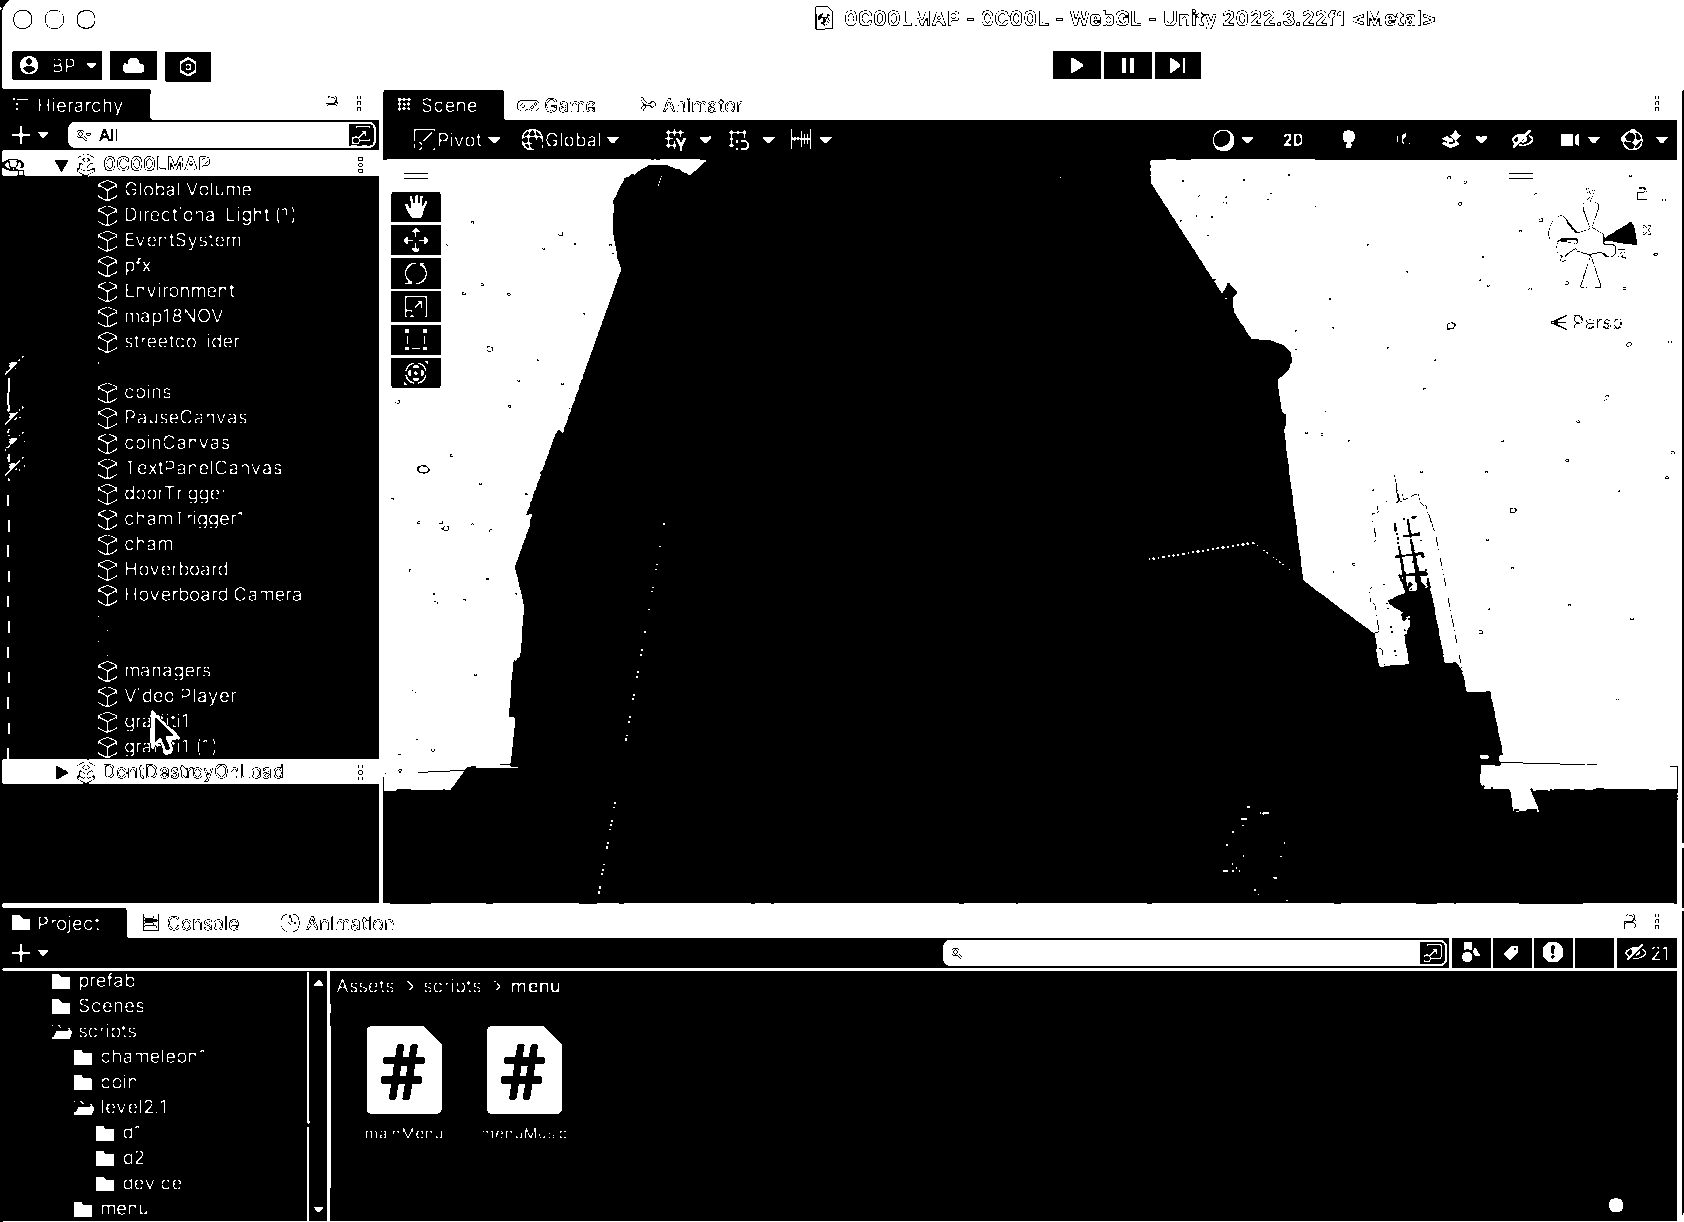 0C00LMAP - 0C00L - WebGL - Unity 2022.3.22f1 <Metal>
BP
Hierarchy
Scene
Game
Animator
All
Pivot
Global
2D
0C00LMAP
Global Volume
Directional Light (1)
EventSystem
pfx
Environment
map18NOV
streetcollider
coins
PauseCanvas
coinCanvas
TextPanelCanvas
doorTrigger
chamTrigger1
cham
Hoverboard
Hoverboard Camera
managers
Video Player
graffiti1
graffiti1 (1)
DontDestroyOnLoad
y
x
z
Persp
Project
Console
Animation
21
prefab
Scenes
scripts
chameleon1
coin
level2.1
d1
d2
device
menu
Assets > scripts > menu
mainMenu
menuMusic